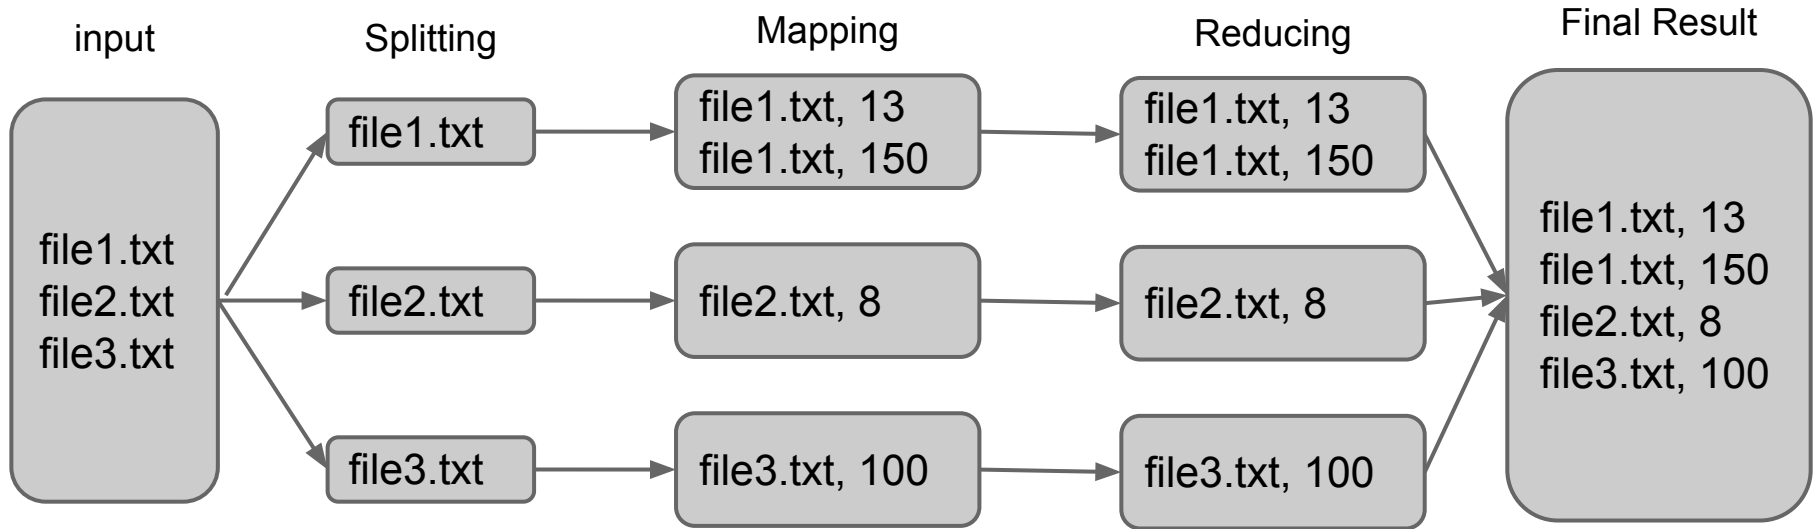 input
Splitting
Mapping
Reducing
Final Result
file1.txt
file2.txt
file3.txt
file1.txt
file2.txt
file3.txt
file1.txt, 13
file1.txt, 150
file2.txt, 8
file3.txt, 100
file1.txt, 13
file1.txt, 150
file2.txt, 8
file3.txt, 100
file1.txt, 13
file1.txt, 150
file2.txt, 8
file3.txt, 100